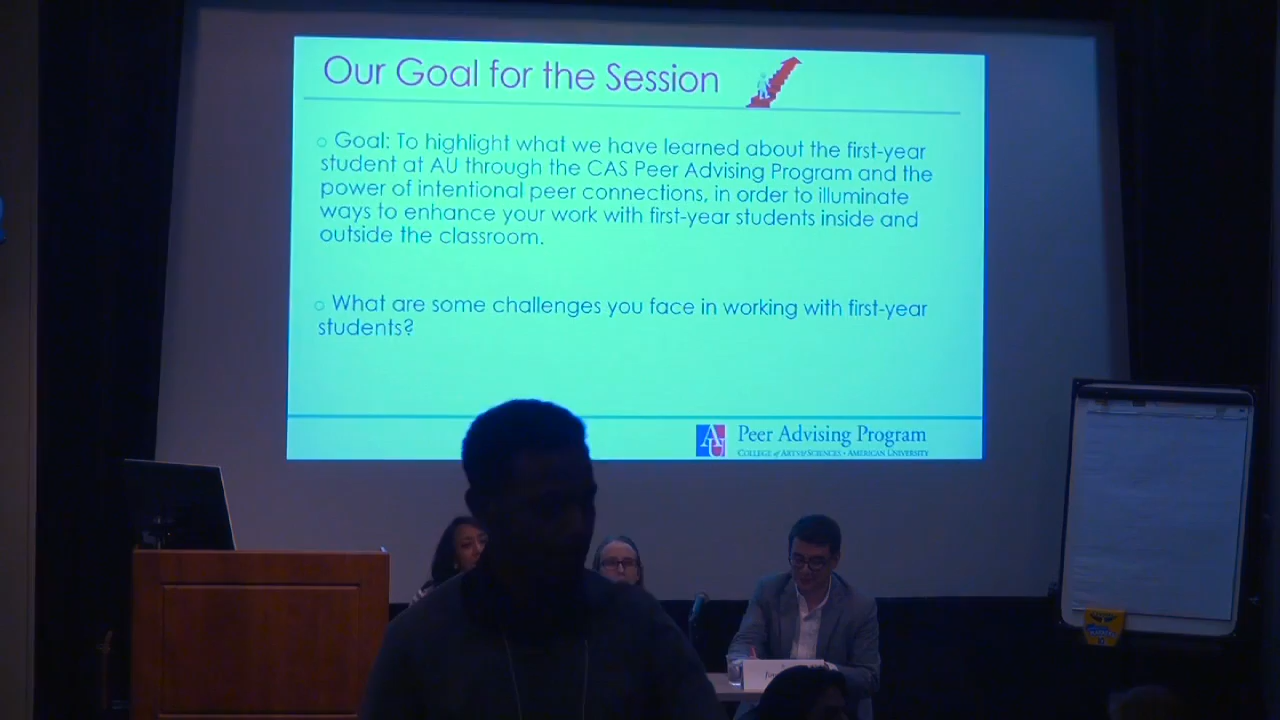 Our Goal for the Session
Goal: To highlight what we have learned about the first-year
student at AU through the CAS Peer Advising Program and the
power of intentional peer connections, in order to illuminate
ways to enhance your work with first-year students inside and
outside the classroom.
What are some challenges you face in working with first-year
students?
AU
Peer Advising Program
COLLEGE of ARTS & SCIENCES • AMERICAN UNIVERSITY